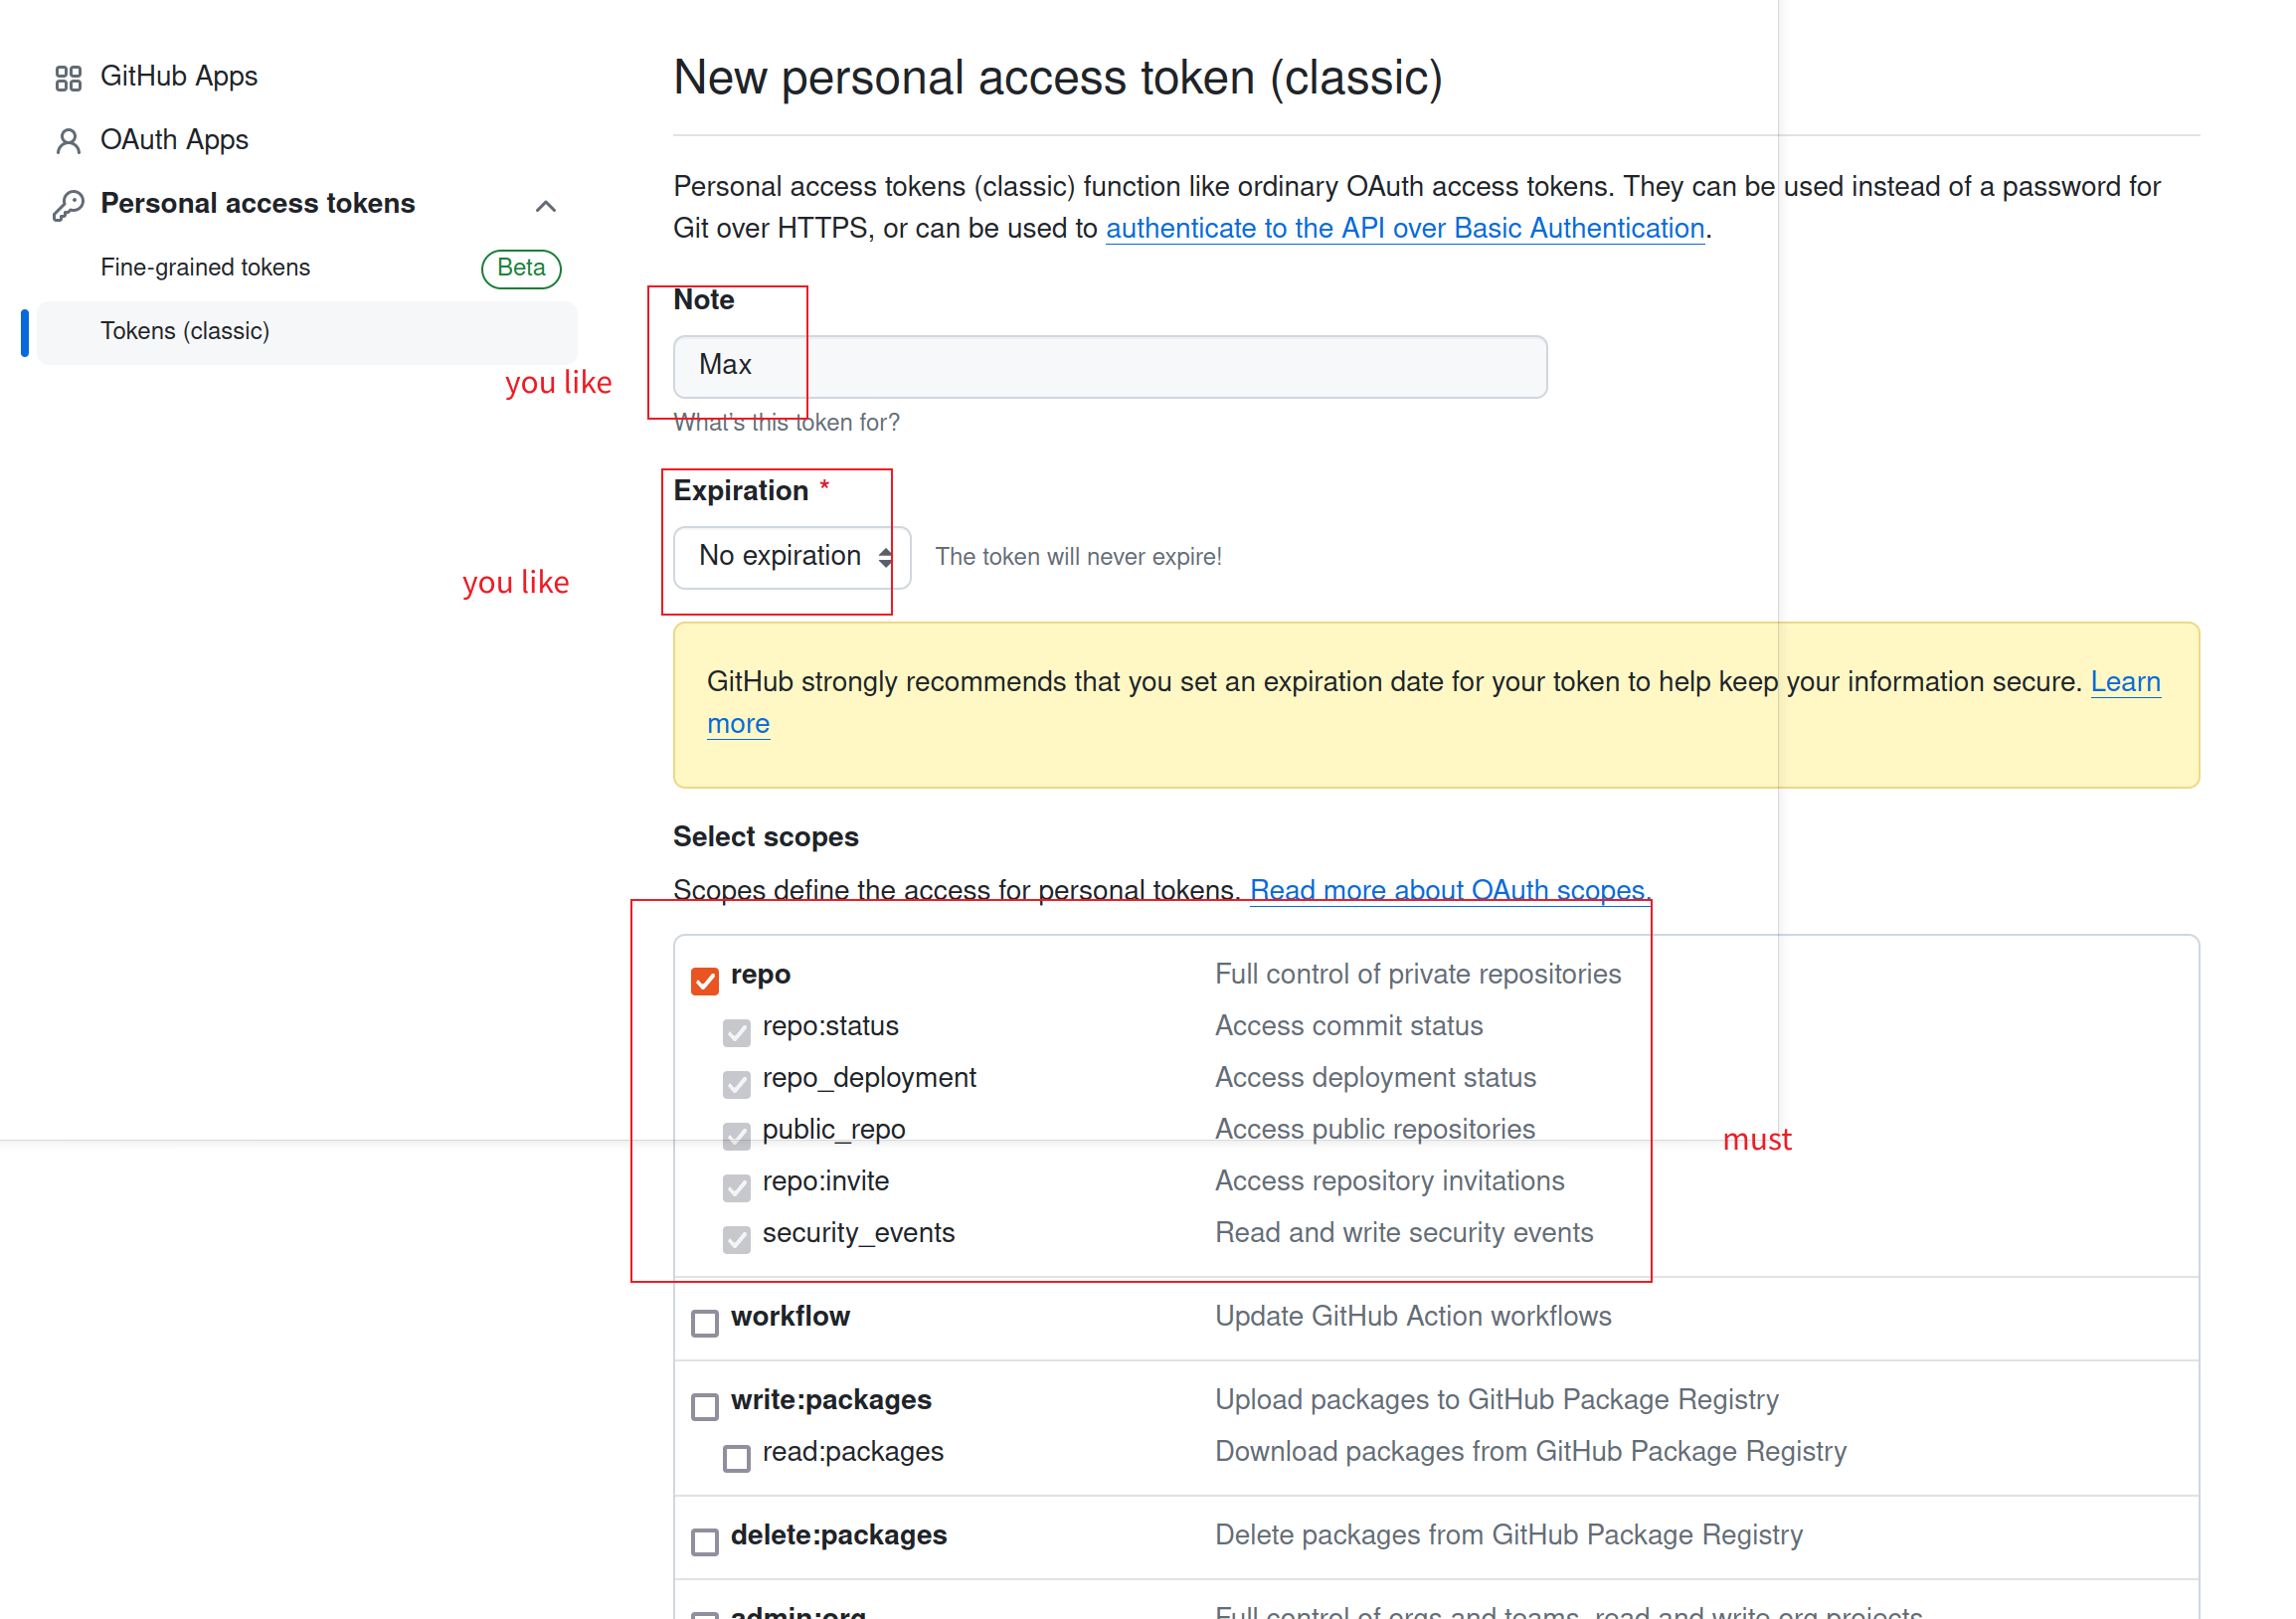 GitHub Apps
OAuth Apps
Personal access tokens
Fine-grained tokens Beta
Tokens (classic)
New personal access token (classic)
Personal access tokens (classic) function like ordinary OAuth access tokens. They can be used instead of a password for
Git over HTTPS, or can be used to authenticate to the API over Basic Authentication.
Note
Max
you like
What's this token for?
Expiration *
No expiration The token will never expire!
you like
GitHub strongly recommends that you set an expiration date for your token to help keep your information secure. Learn
more
Select scopes
Scopes define the access for personal tokens. Read more about OAuth scopes.
repo Full control of private repositories
repo:status Access commit status
repo_deployment Access deployment status
public_repo Access public repositories
must
repo:invite Access repository invitations
security_events Read and write security events
workflow Update GitHub Action workflows
write:packages Upload packages to GitHub Package Registry
read:packages Download packages from GitHub Package Registry
delete:packages Delete packages from GitHub Package Registry
admin:org Full control of orgs and teams, read and write org projects